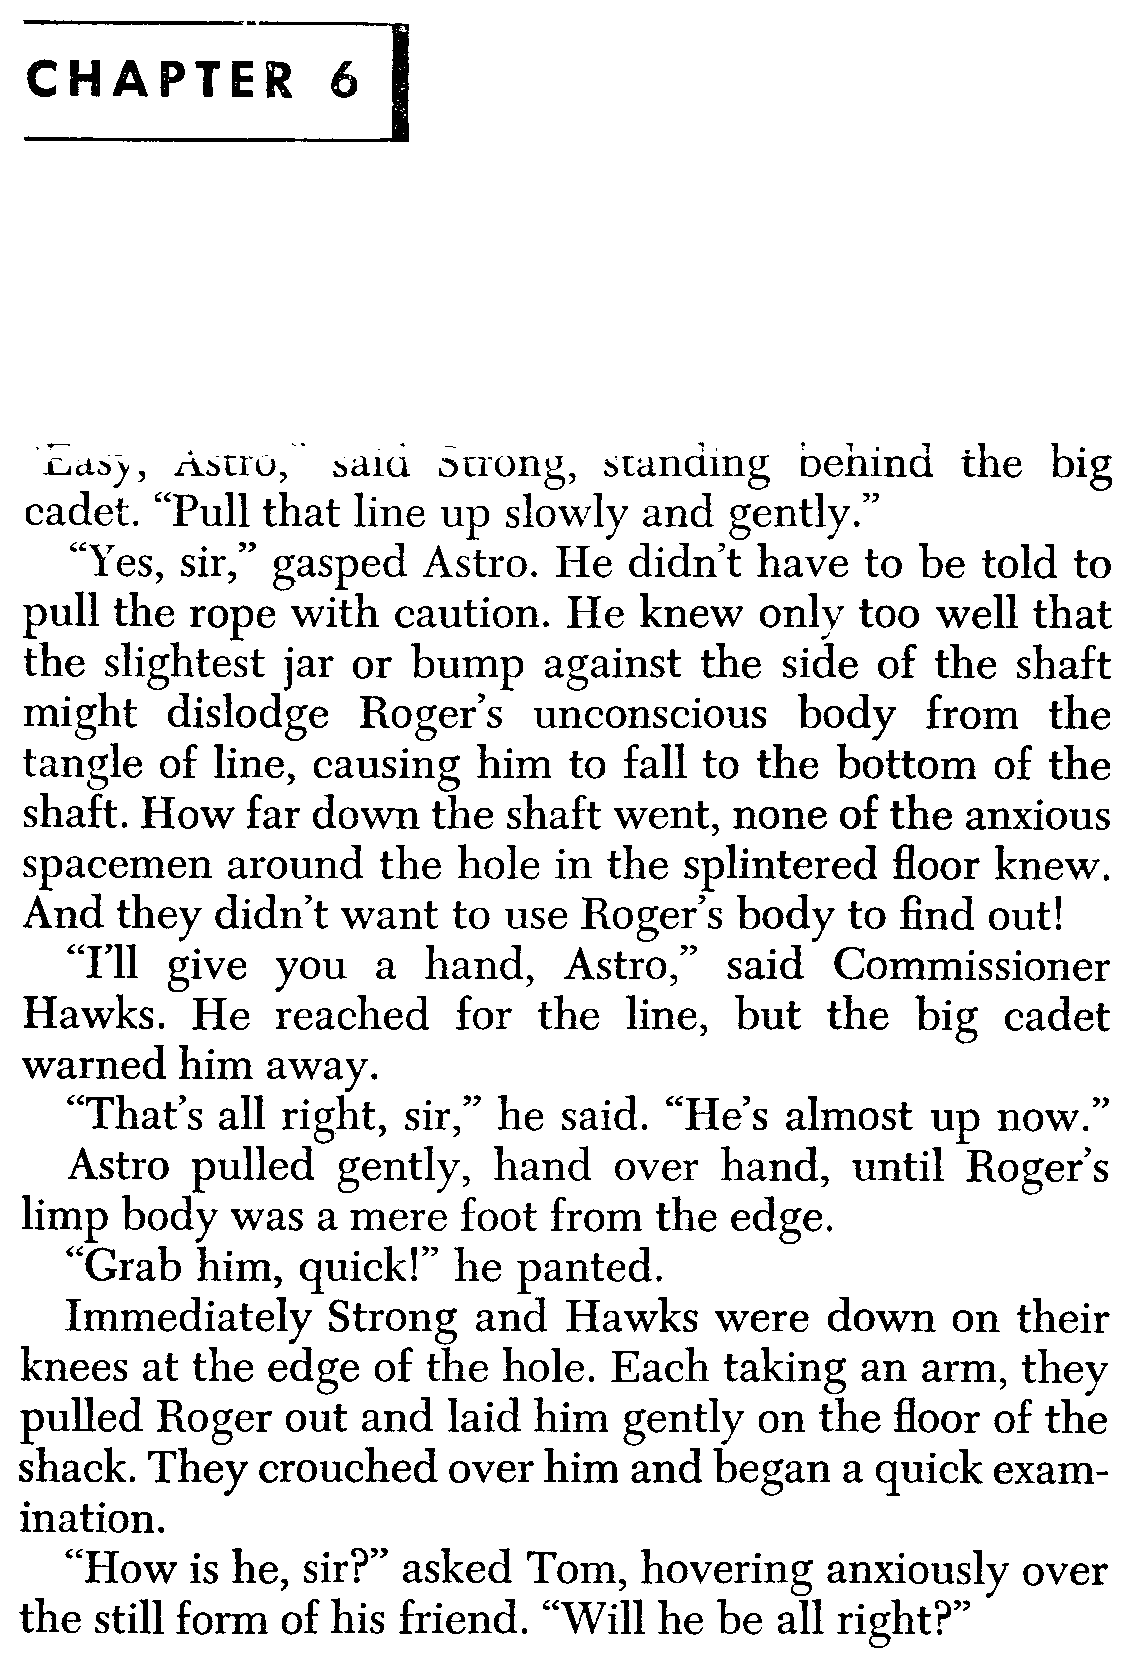 CHAPTER 6
"Easy, Astro," said Strong, standing behind the big
cadet. “Pull that line up slowly and gently.”
“Yes, sir,” gasped Astro. He didn’t have to be told to
pull the rope with caution. He knew only too well that
the slightest jar or bump against the side of the shaft
might dislodge Roger’s unconscious body from the
tangle of line, causing him to fall to the bottom of the
shaft. How far down the shaft went, none of the anxious
spacemen around the hole in the splintered floor knew.
And they didn’t want to use Roger’s body to find out!
“I’ll give you a hand, Astro,” said Commissioner
Hawks. He reached for the line, but the big cadet
warned him away.
“That’s all right, sir,” he said. “He’s almost up now.”
Astro pulled gently, hand over hand, until Roger’s
limp body was a mere foot from the edge.
“Grab him, quick!” he panted.
Immediately Strong and Hawks were down on their
knees at the edge of the hole. Each taking an arm, they
pulled Roger out and laid him gently on the floor of the
shack. They crouched over him and began a quick exam-
ination.
“How is he, sir?” asked Tom, hovering anxiously over
the still form of his friend. “Will he be all right?”